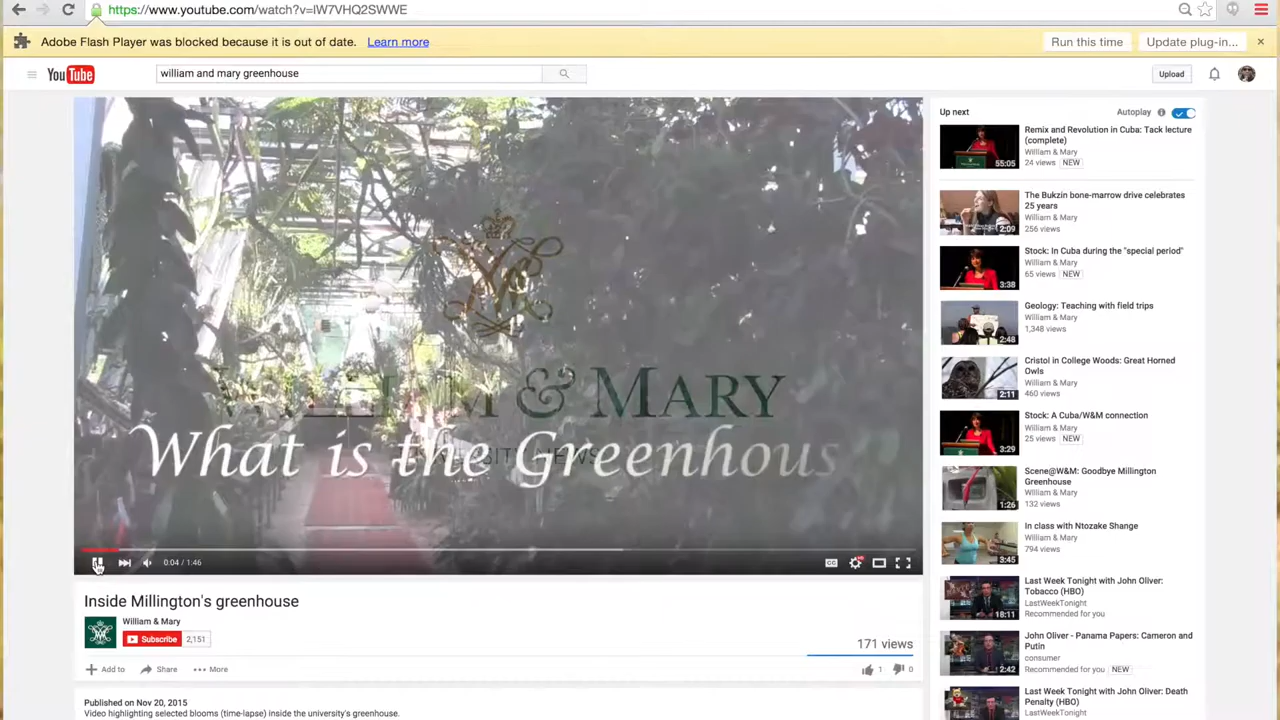 https://www.youtube.com/watch?v=IW7VHQ2SWWE
Adobe Flash Player was blocked because it is out of date. Learn more
Run this time
Update plug-in...
YouTube
william and mary greenhouse
Upload
WILLIAM & MARY
What is the Greenhous
0:04 / 1:46
CC
Inside Millington's greenhouse
William & Mary
Subscribe 2,151
171 views
Add to
Share
More
1
0
Published on Nov 20, 2015
Video highlighting selected blooms (time-lapse) inside the university's greenhouse.
Up next
Autoplay
Remix and Revolution in Cuba: Tack lecture
(complete)
William & Mary
24 views NEW
55:05
The Bukzin bone-marrow drive celebrates
25 years
William & Mary
256 views
2:09
Stock: In Cuba during the "special period"
William & Mary
65 views NEW
3:38
Geology: Teaching with field trips
William & Mary
1,348 views
2:48
Cristol in College Woods: Great Horned
Owls
William & Mary
460 views
2:11
Stock: A Cuba/W&M connection
William & Mary
25 views NEW
3:29
Scene@W&M: Goodbye Millington
Greenhouse
William & Mary
132 views
1:26
In class with Ntozake Shange
William & Mary
794 views
3:45
Last Week Tonight with John Oliver:
Tobacco (HBO)
LastWeekTonight
Recommended for you
18:11
John Oliver - Panama Papers: Cameron and
Putin
consumer
Recommended for you NEW
2:42
Last Week Tonight with John Oliver: Death
Penalty (HBO)
LastWeekTonight